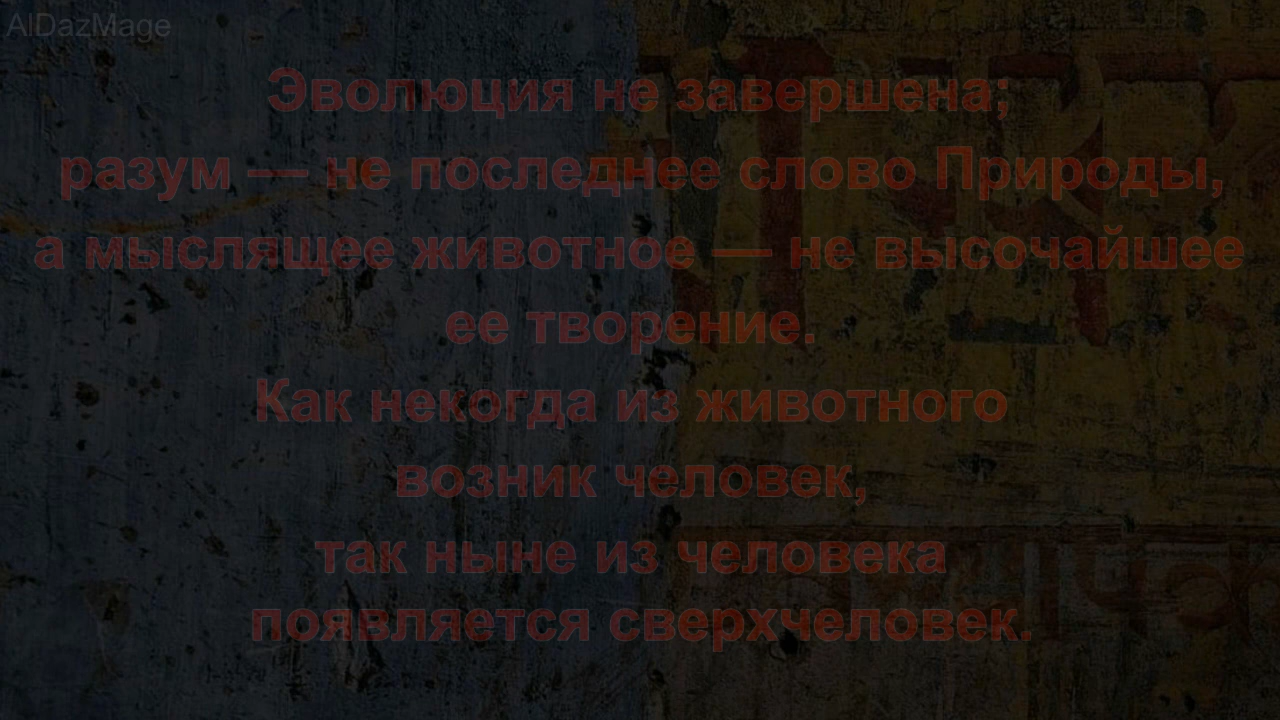 AlDazMage
Эволюция не завершена;
разум — не последнее слово Природы,
а мыслящее животное — не высочайшее
ее творение.
Как некогда из животного
возник человек,
так ныне из человека
появляется сверхчеловек.